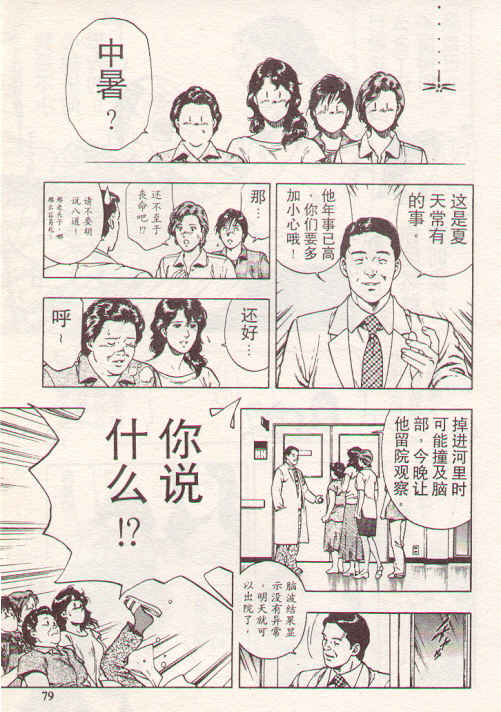 ……!!
中暑？
这是夏
天常有
的事。
他年事已高
，你们要多
加小心哦！
那…
还不至于
丧命吧!?
请不要胡
说八道！
还好…
呼～
掉进河里时
可能撞及脑
部，今晚让
他留院观察。
脑波结果显
示没有异常
，明天就可
以出院了，
你说
什么!?
79